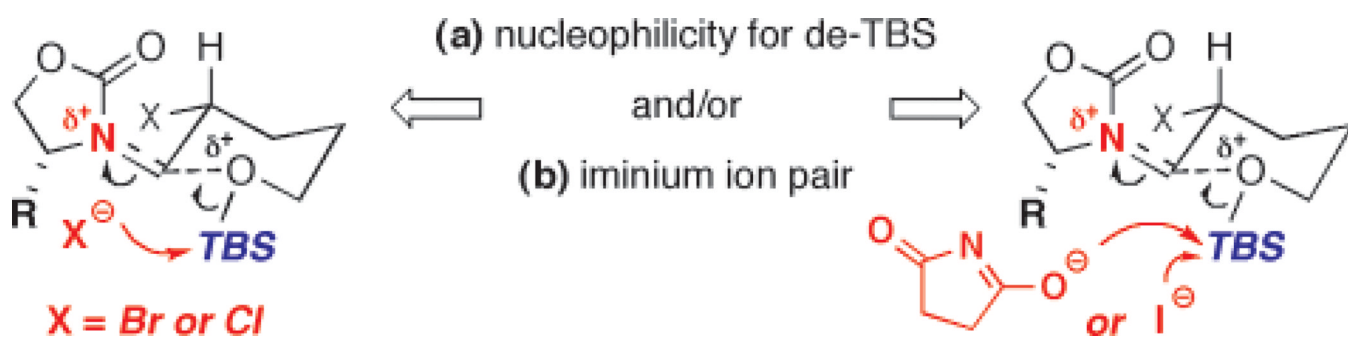 (a) nucleophilicity for de-TBS
and/or
(b) iminium ion pair
O
O
H
δ+
X
N
δ+
O
R
X⊖
TBS
X = Br or Cl
O
O
H
δ+
X
N
δ+
O
R
TBS
O
N
O⊖
or I⊖